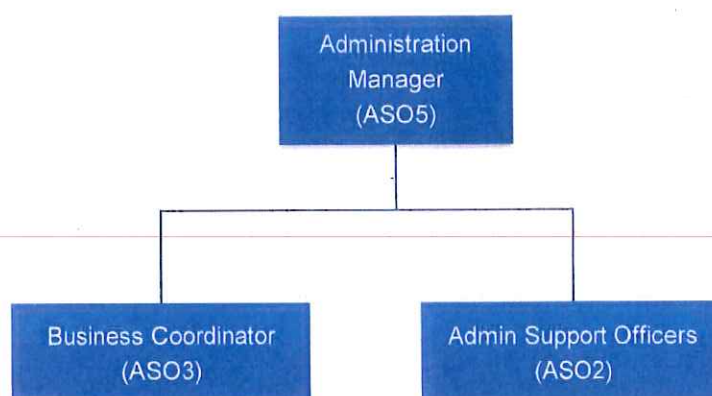 Administration
Manager
(ASO5)
Business Coordinator
(ASO3)
Admin Support Officers
(ASO2)